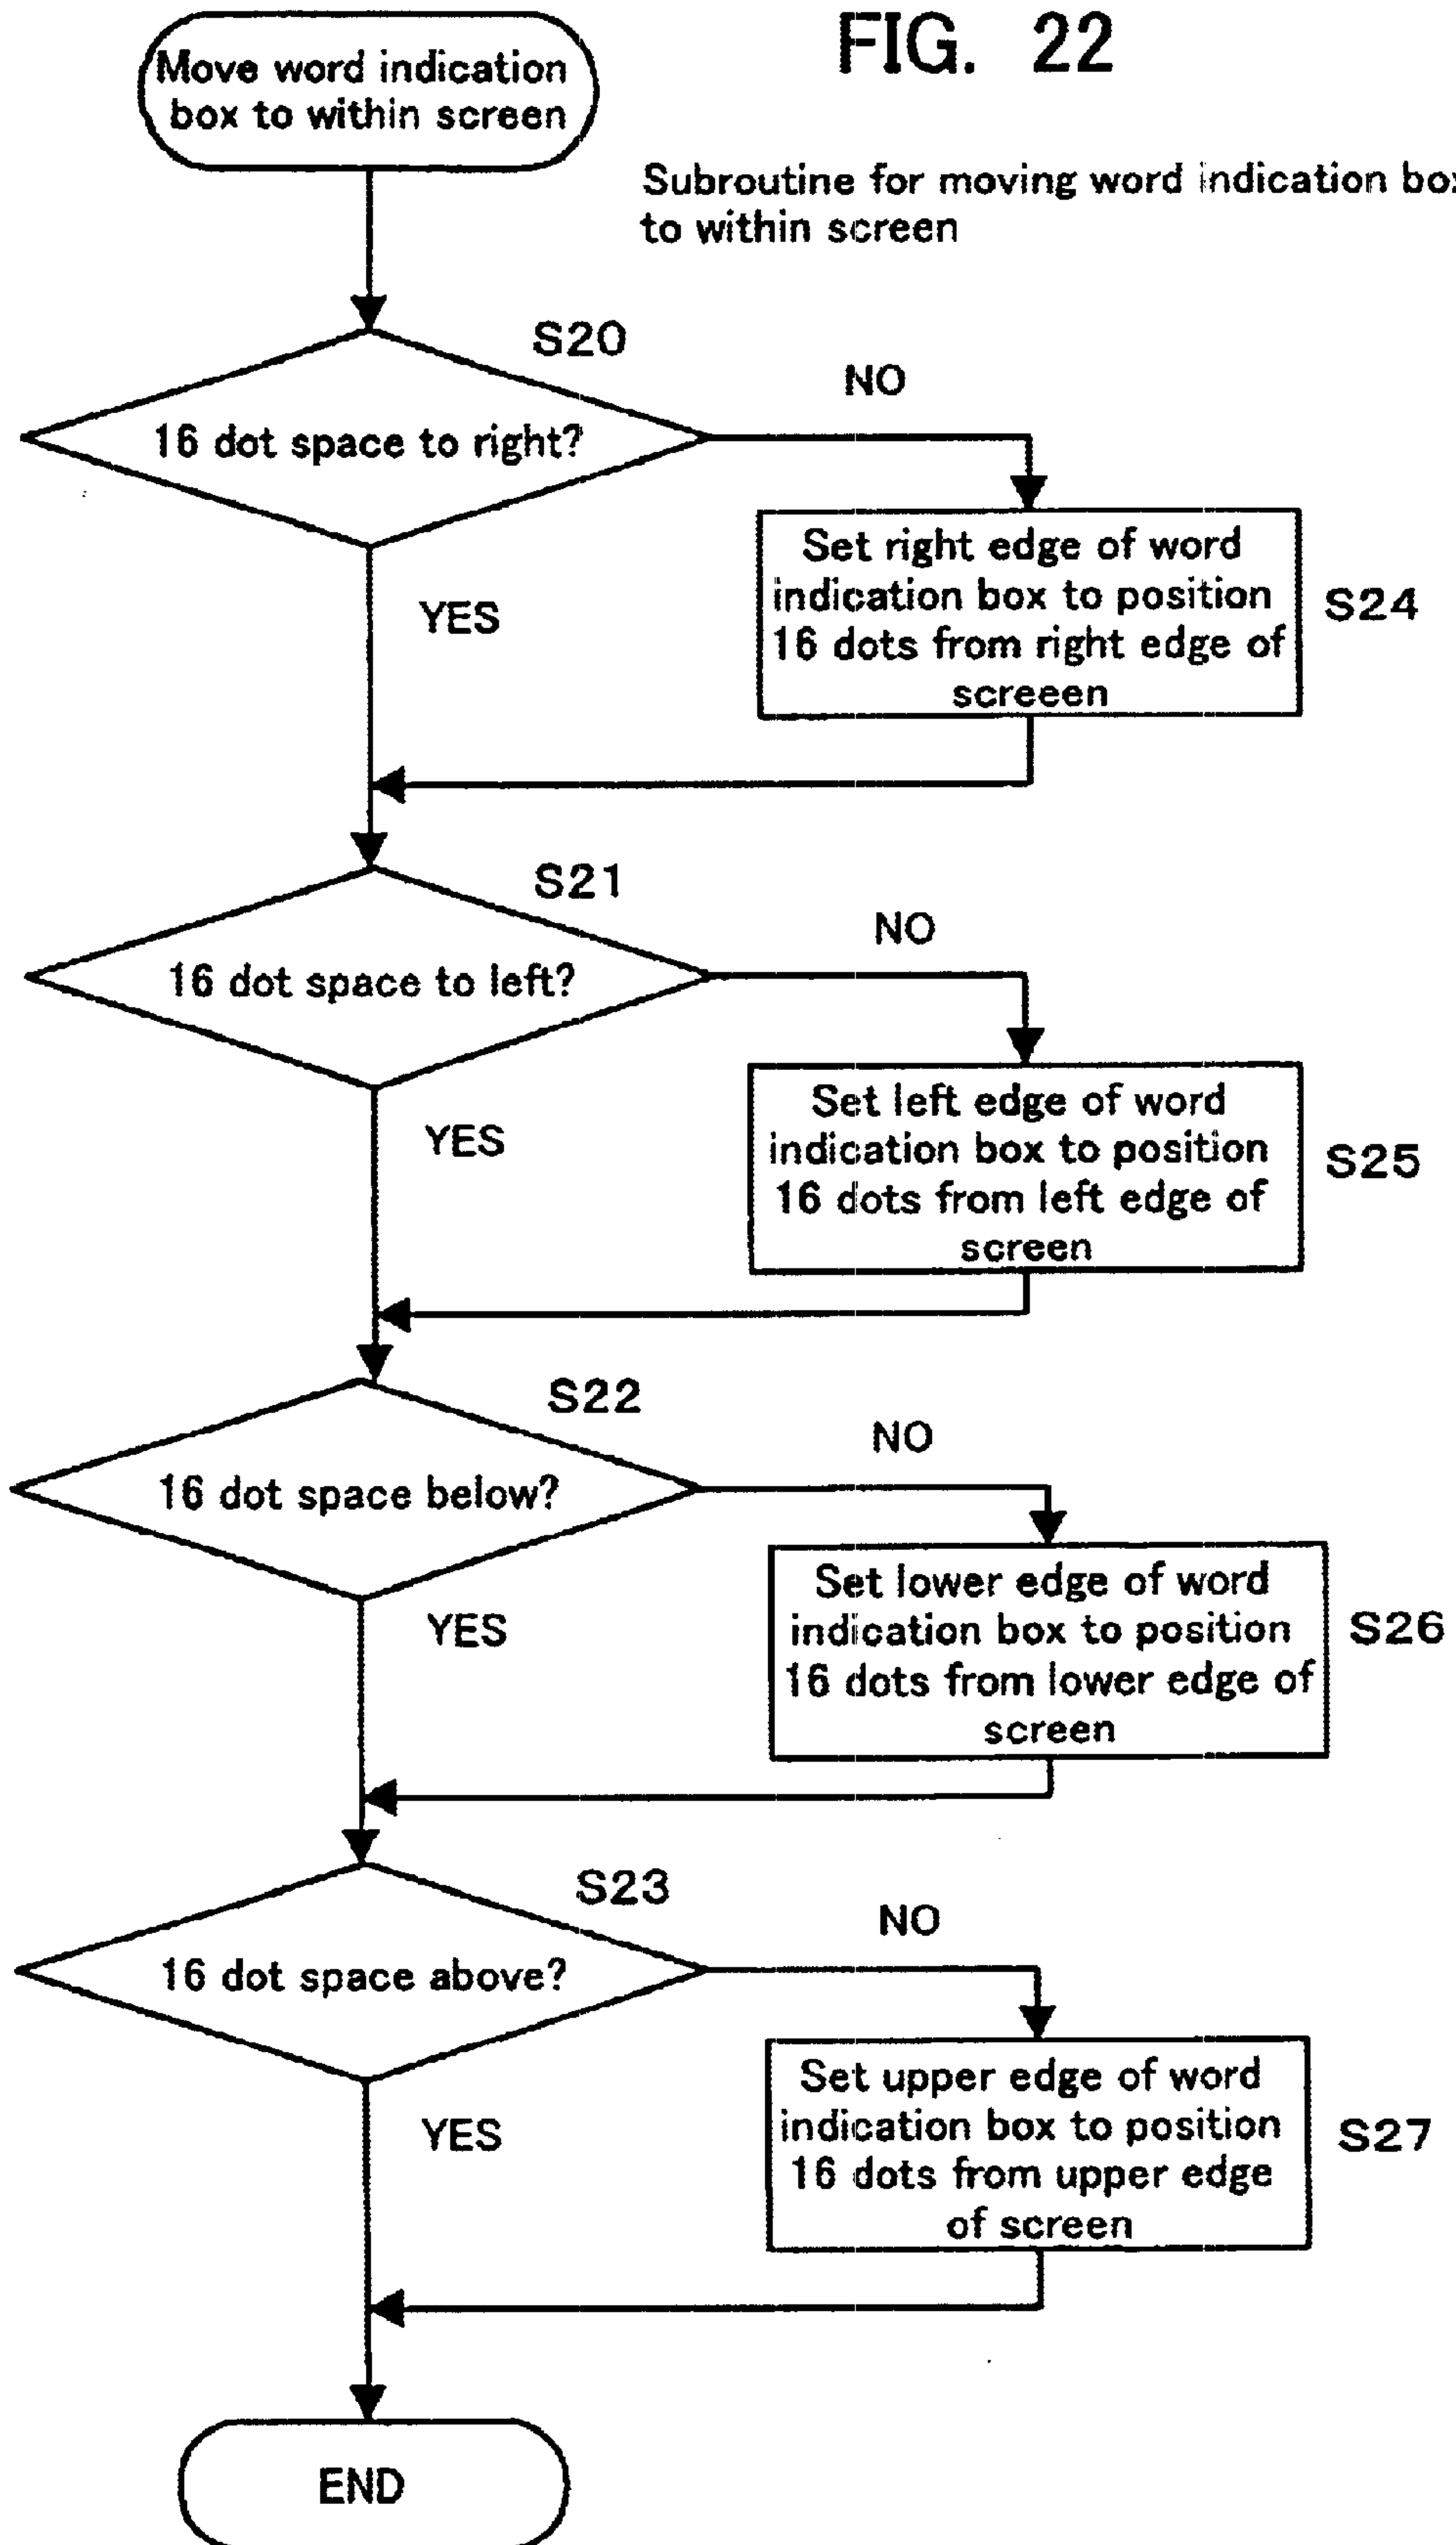 FIG. 22
Move word indication
box to within screen
Subroutine for moving word indication box
to within screen
S20
NO
16 dot space to right?
Set right edge of word
indication box to position
16 dots from right edge of
screeen
S24
YES
S21
NO
16 dot space to left?
Set left edge of word
indication box to position
16 dots from left edge of
screen
S25
YES
S22
NO
16 dot space below?
Set lower edge of word
indication box to position
16 dots from lower edge of
screen
S26
YES
S23
NO
16 dot space above?
Set upper edge of word
indication box to position
16 dots from upper edge
of screen
S27
YES
END